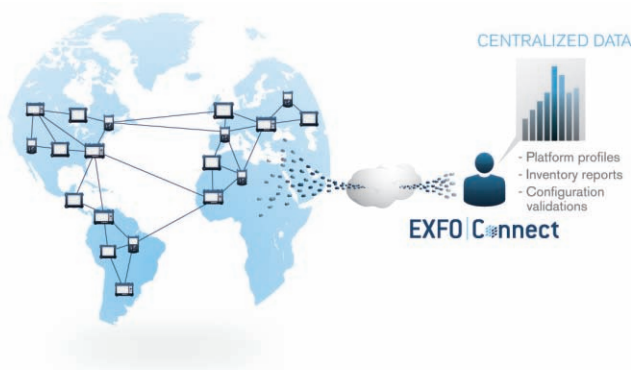 CENTRALIZED DATA
- Platform profiles
- Inventory reports
- Configuration
validations
EXFO Connect